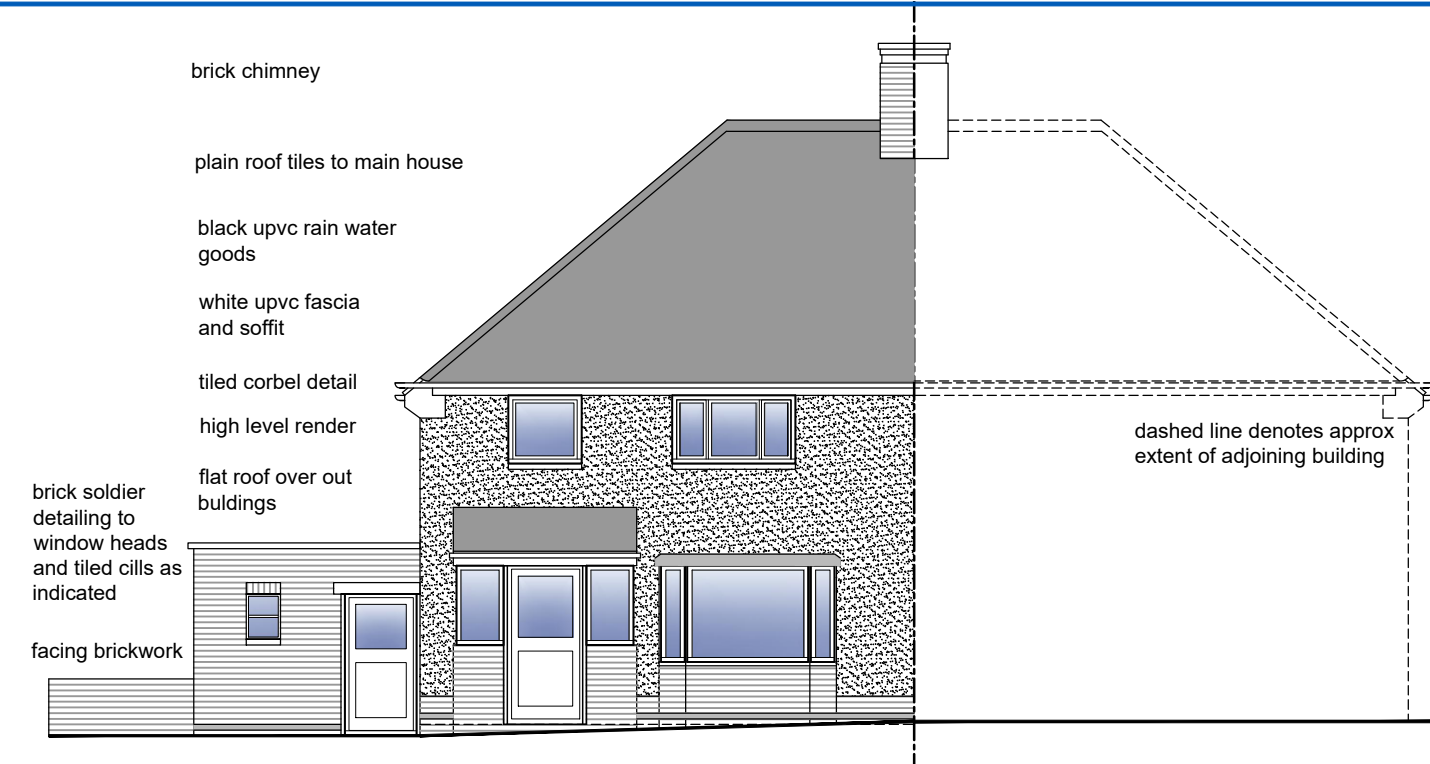 brick chimney
plain roof tiles to main house
black upvc rain water
goods
white upvc fascia
and soffit
tiled corbel detail
high level render
flat roof over out
buldings
brick soldier
detailing to
window heads
and tiled cills as
indicated
facing brickwork
dashed line denotes approx
extent of adjoining building